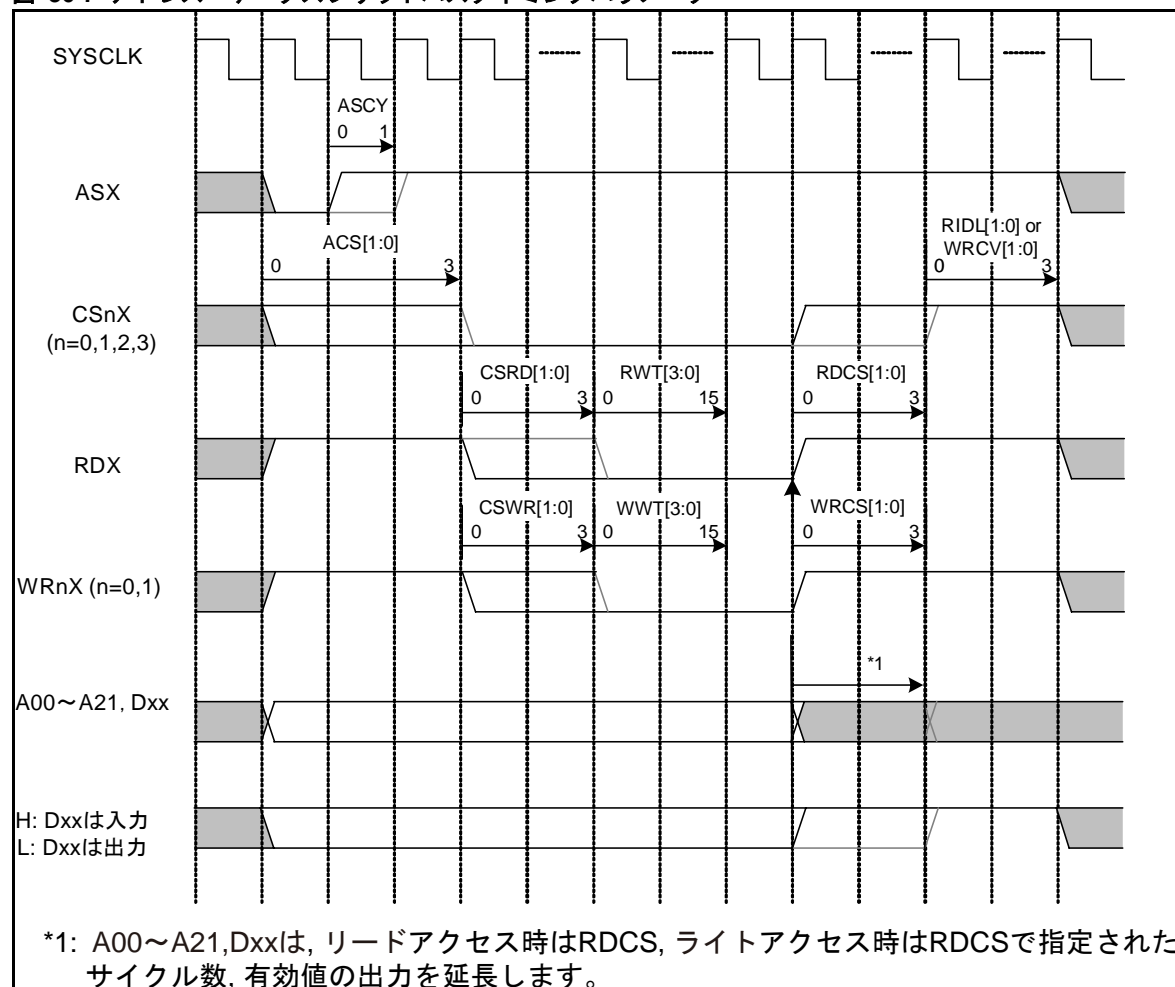 SYSCLK
ASCY
0 1
ASX
ACS[1:0]
0 3
RIDL[1:0] or
WRCV[1:0]
0 3
CSnX
(n=0,1,2,3)
CSRD[1:0] RWT[3:0] RDCS[1:0]
0 3 0 15 0 3
RDX
CSWR[1:0] WWT[3:0] WRCS[1:0]
0 3 0 15 0 3
WRnX (n=0,1)
*1
A00～A21, Dxx
H: Dxxは入力
L: Dxxは出力
*1: A00～A21,Dxxは, リードアクセス時はRDCS, ライトアクセス時はRDCSで指定された
サイクル数, 有効値の出力を延長します。